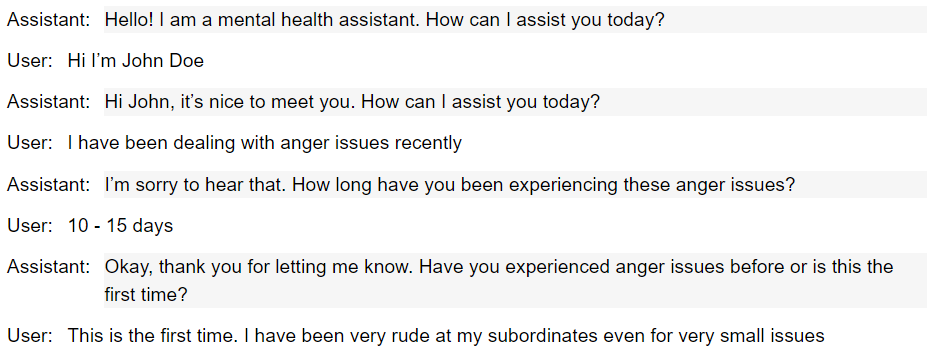 Assistant: Hello! I am a mental health assistant. How can I assist you today?
User: Hi I’m John Doe
Assistant: Hi John, it’s nice to meet you. How can I assist you today?
User: I have been dealing with anger issues recently
Assistant: I’m sorry to hear that. How long have you been experiencing these anger issues?
User: 10 - 15 days
Assistant: Okay, thank you for letting me know. Have you experienced anger issues before or is this the
first time?
User: This is the first time. I have been very rude at my subordinates even for very small issues